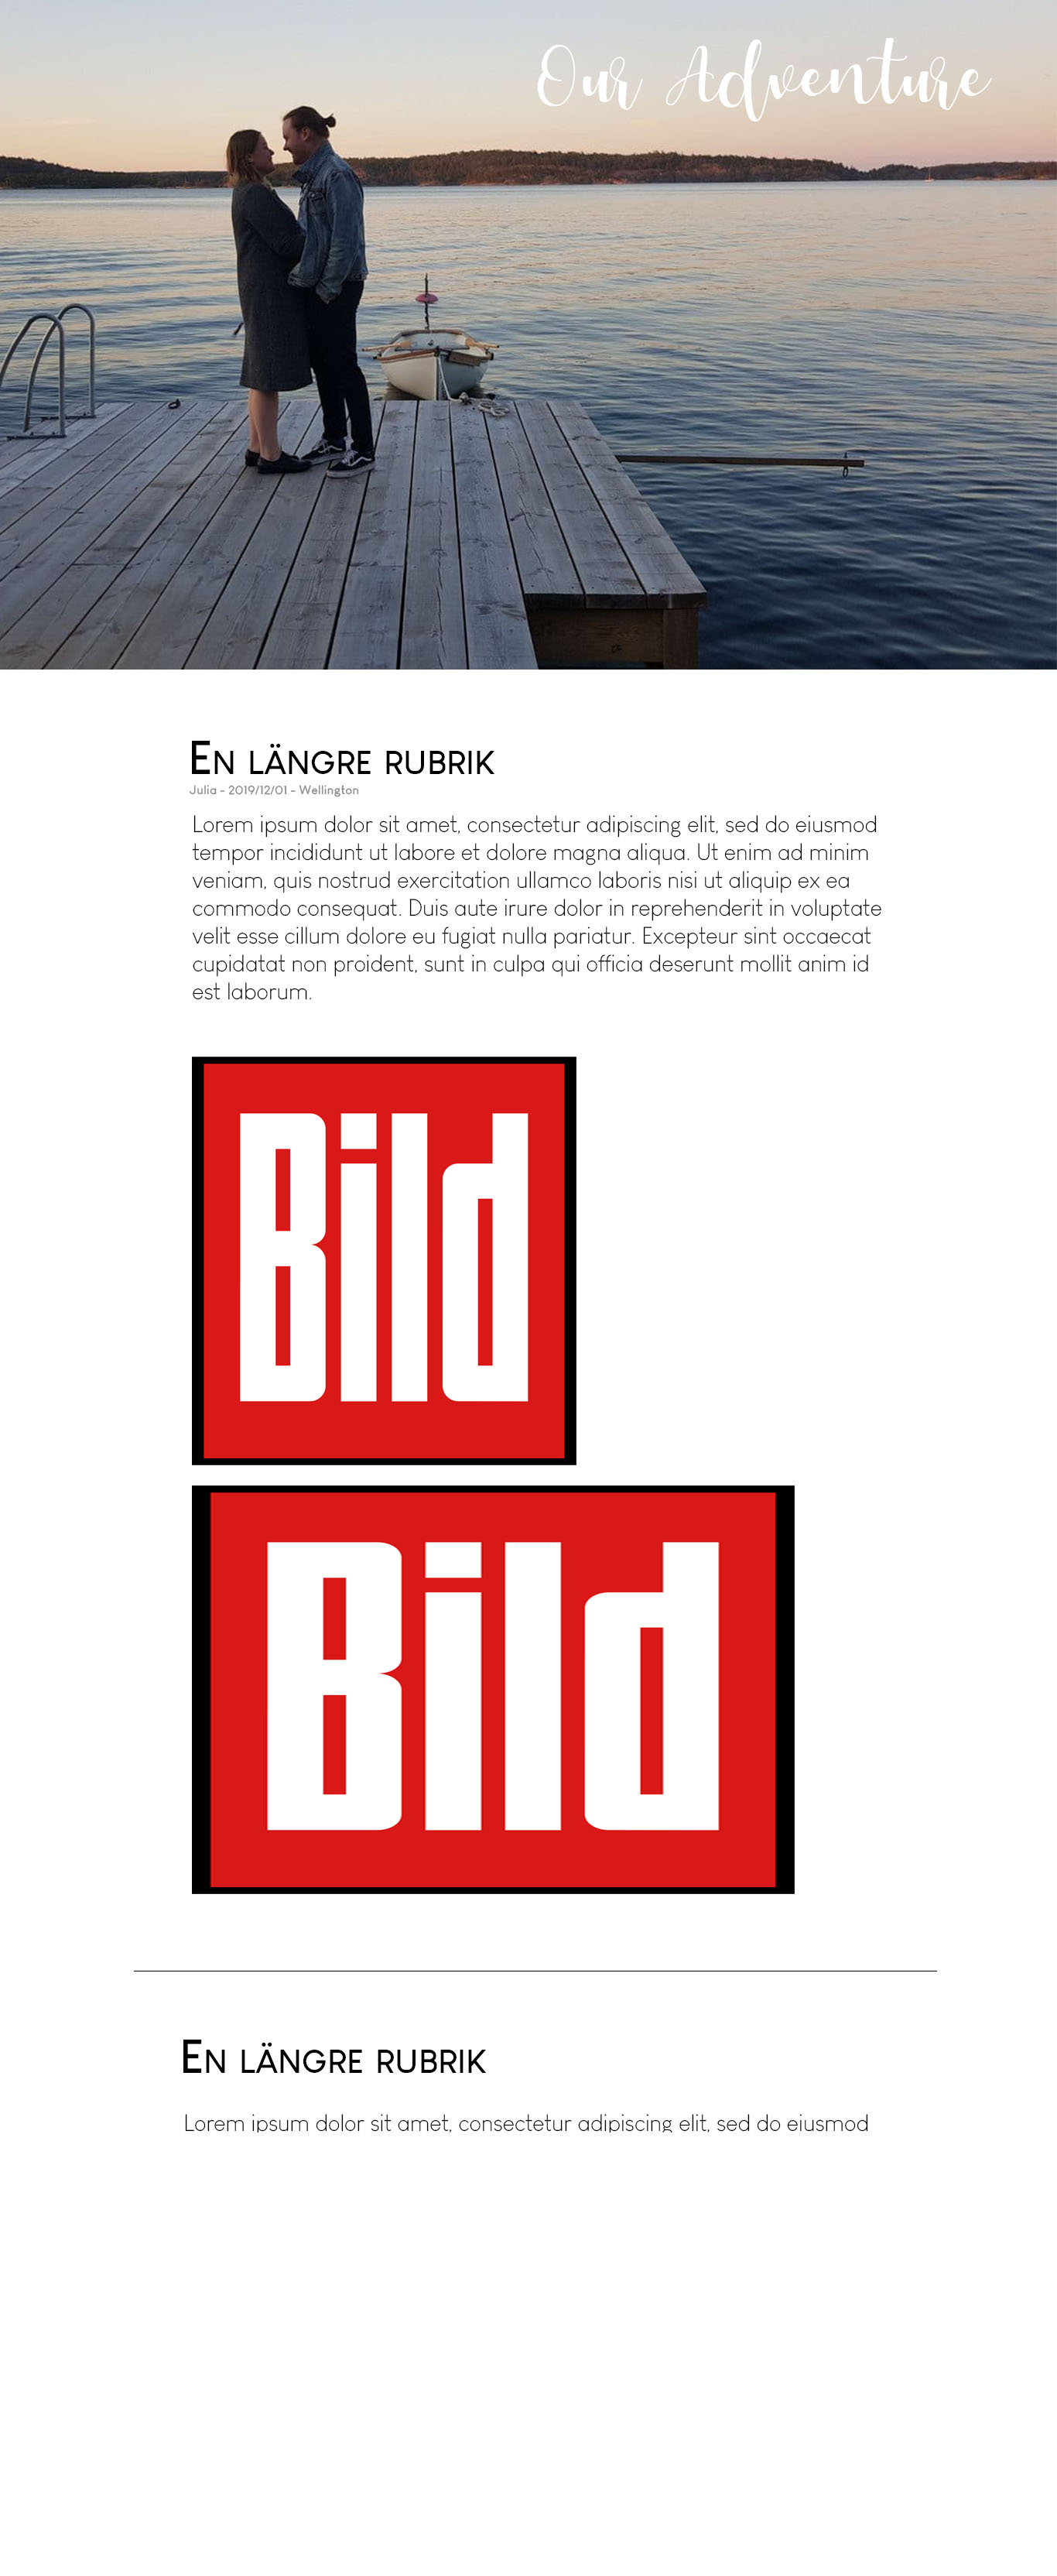 Our Adventure
En längre rubrik
Julia - 2019/12/01 - Wellington
Lorem ipsum dolor sit amet, consectetur adipiscing elit, sed do eiusmod
tempor incididunt ut labore et dolore magna aliqua. Ut enim ad minim
veniam, quis nostrud exercitation ullamco laboris nisi ut aliquip ex ea
commodo consequat. Duis aute irure dolor in reprehenderit in voluptate
velit esse cillum dolore eu fugiat nulla pariatur. Excepteur sint occaecat
cupidatat non proident, sunt in culpa qui officia deserunt mollit anim id
est laborum.
Bild
Bild
En längre rubrik
Lorem ipsum dolor sit amet, consectetur adipiscing elit, sed do eiusmod